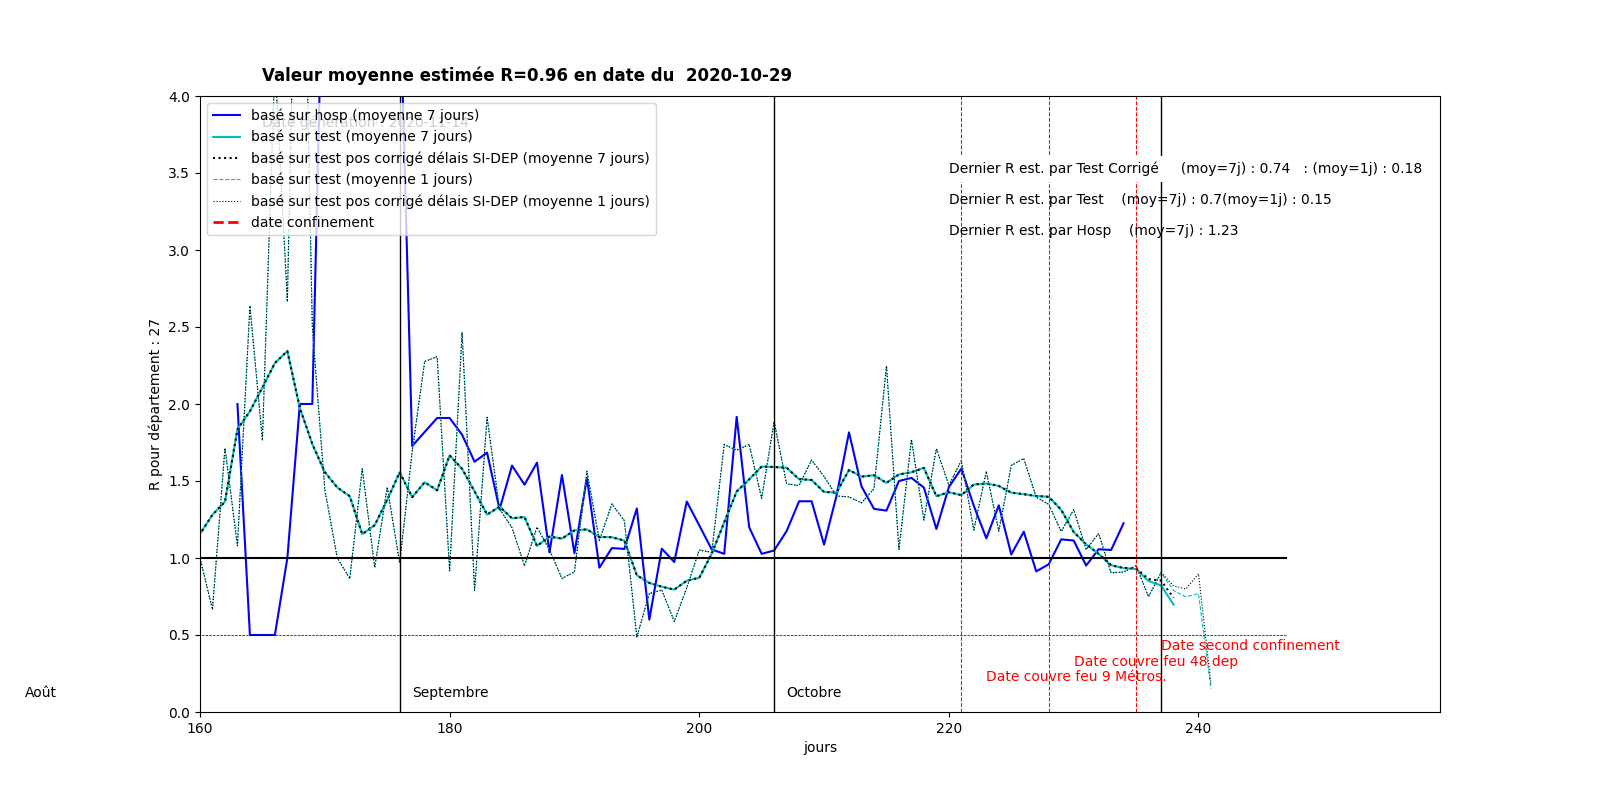 Valeur moyenne estimée R=0.96 en date du  2020-10-29
4.0
3.5
3.0
2.5
2.0
1.5
1.0
0.5
0.0
R pour département : 27
Date génération : 2020-11-14
basé sur hosp (moyenne 7 jours)
basé sur test (moyenne 7 jours)
basé sur test pos corrigé délais SI-DEP (moyenne 7 jours)
basé sur test (moyenne 1 jours)
basé sur test pos corrigé délais SI-DEP (moyenne 1 jours)
date confinement
Dernier R est. par Test Corrigé     (moy=7j) : 0.74   : (moy=1j) : 0.18
Dernier R est. par Test    (moy=7j) : 0.7(moy=1j) : 0.15
Dernier R est. par Hosp    (moy=7j) : 1.23
Date second confinement
Date couvre feu 48 dep
Date couvre feu 9 Métros.
Août
Septembre
Octobre
160
180
200
220
240
jours